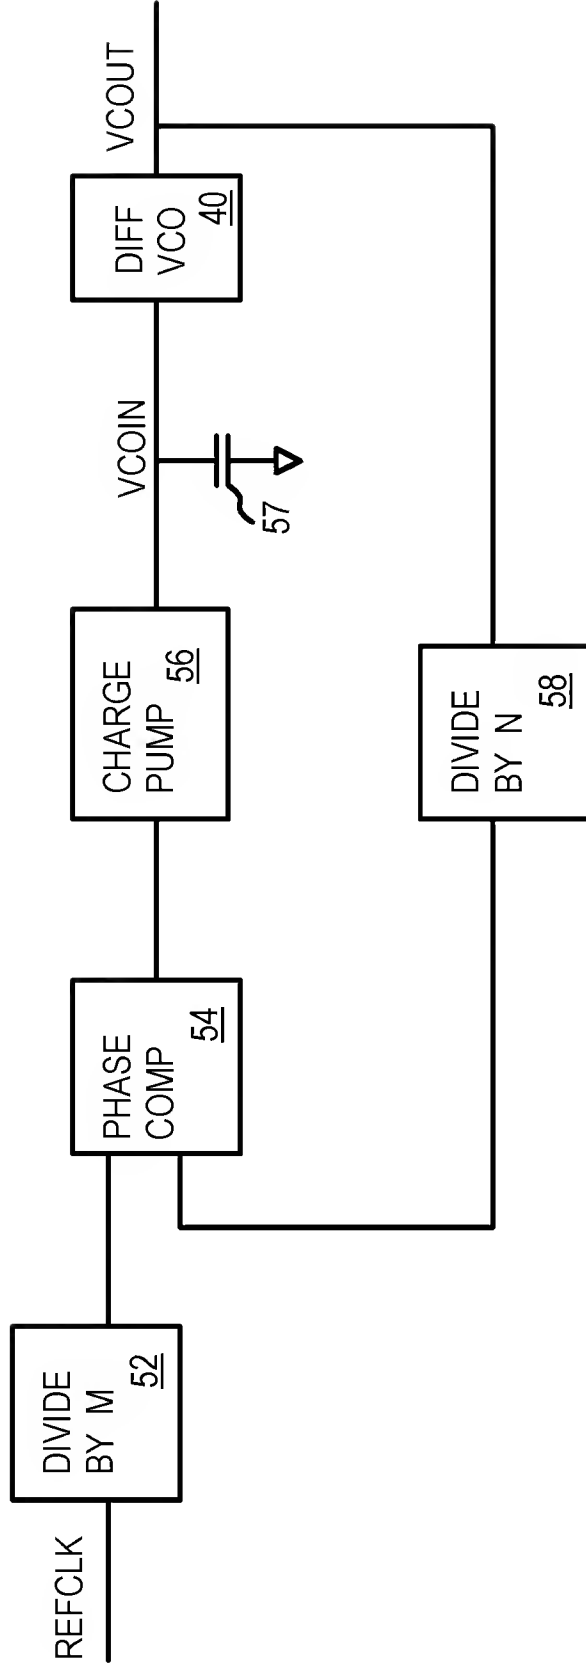 REFCLK
DIVIDE
BY M
52
PHASE
COMP
54
CHARGE
PUMP
56
VCOIN
57
DIFF
VCO
40
VCOUT
DIVIDE
BY N
58